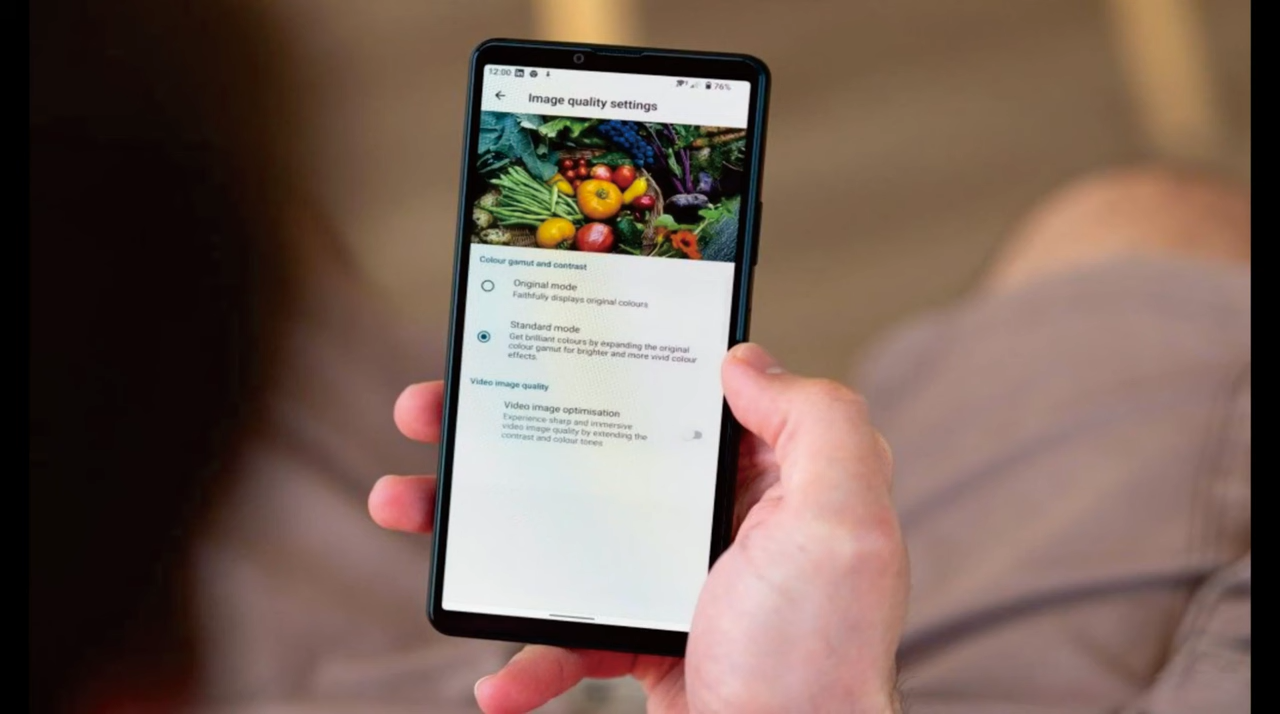 12:00
76%
Image quality settings
Colour gamut and contrast
Original mode
Faithfully displays original colours
Standard mode
Get brilliant colours by expanding the original
colour gamut for brighter and more vivid colour
effects.
Video image quality
Video image optimisation
Experience sharp and immersive
video image quality by extending the
contrast and colour tones